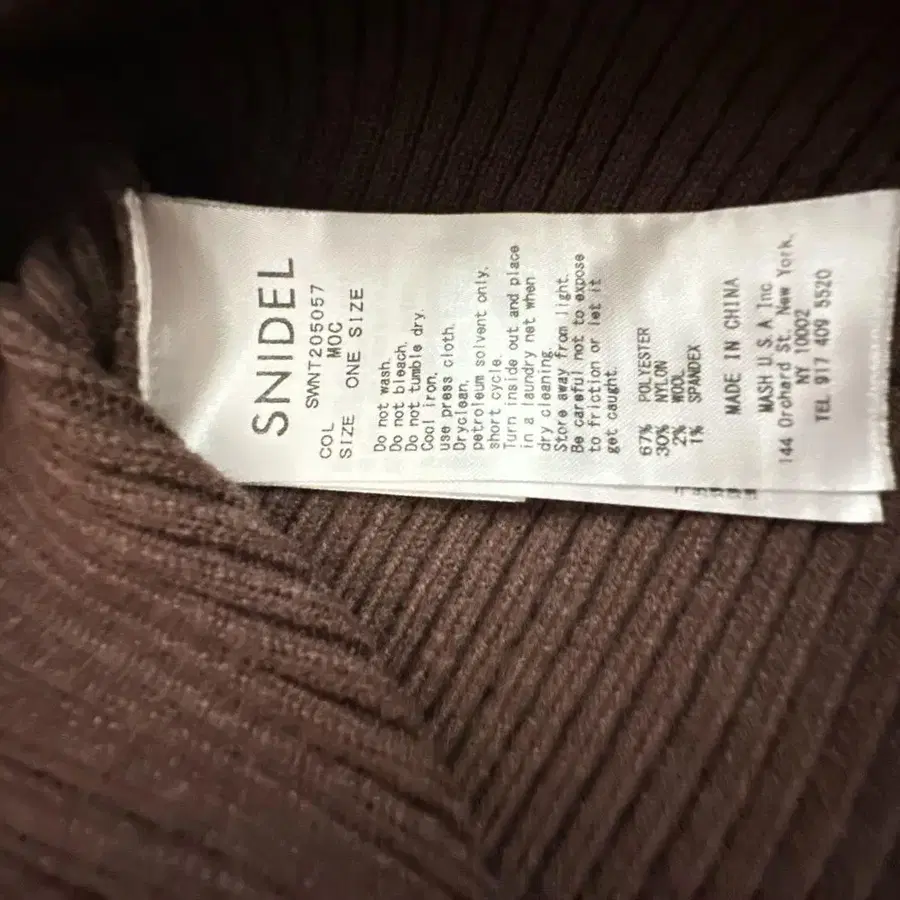 SNIDEL
SWNT205057
COL MOC
SIZE ONE SIZE
Do not wash.
Do not bleach.
Do not tumble dry.
Cool iron.
use press cloth.
Dryclean.
petroleum solvent only.
short cycle.
Turn inside out and place
in a laundry net when
dry cleaning.
Store away from light.
Be careful not to expose
to friction or let it
get caught.
67% POLYESTER
30% NYLON
2% WOOL
1% SPANDEX
MADE IN CHINA
MASH U.S.A Inc.
144 Orchard St. New York.
NY 10002
TEL 917 409 5520